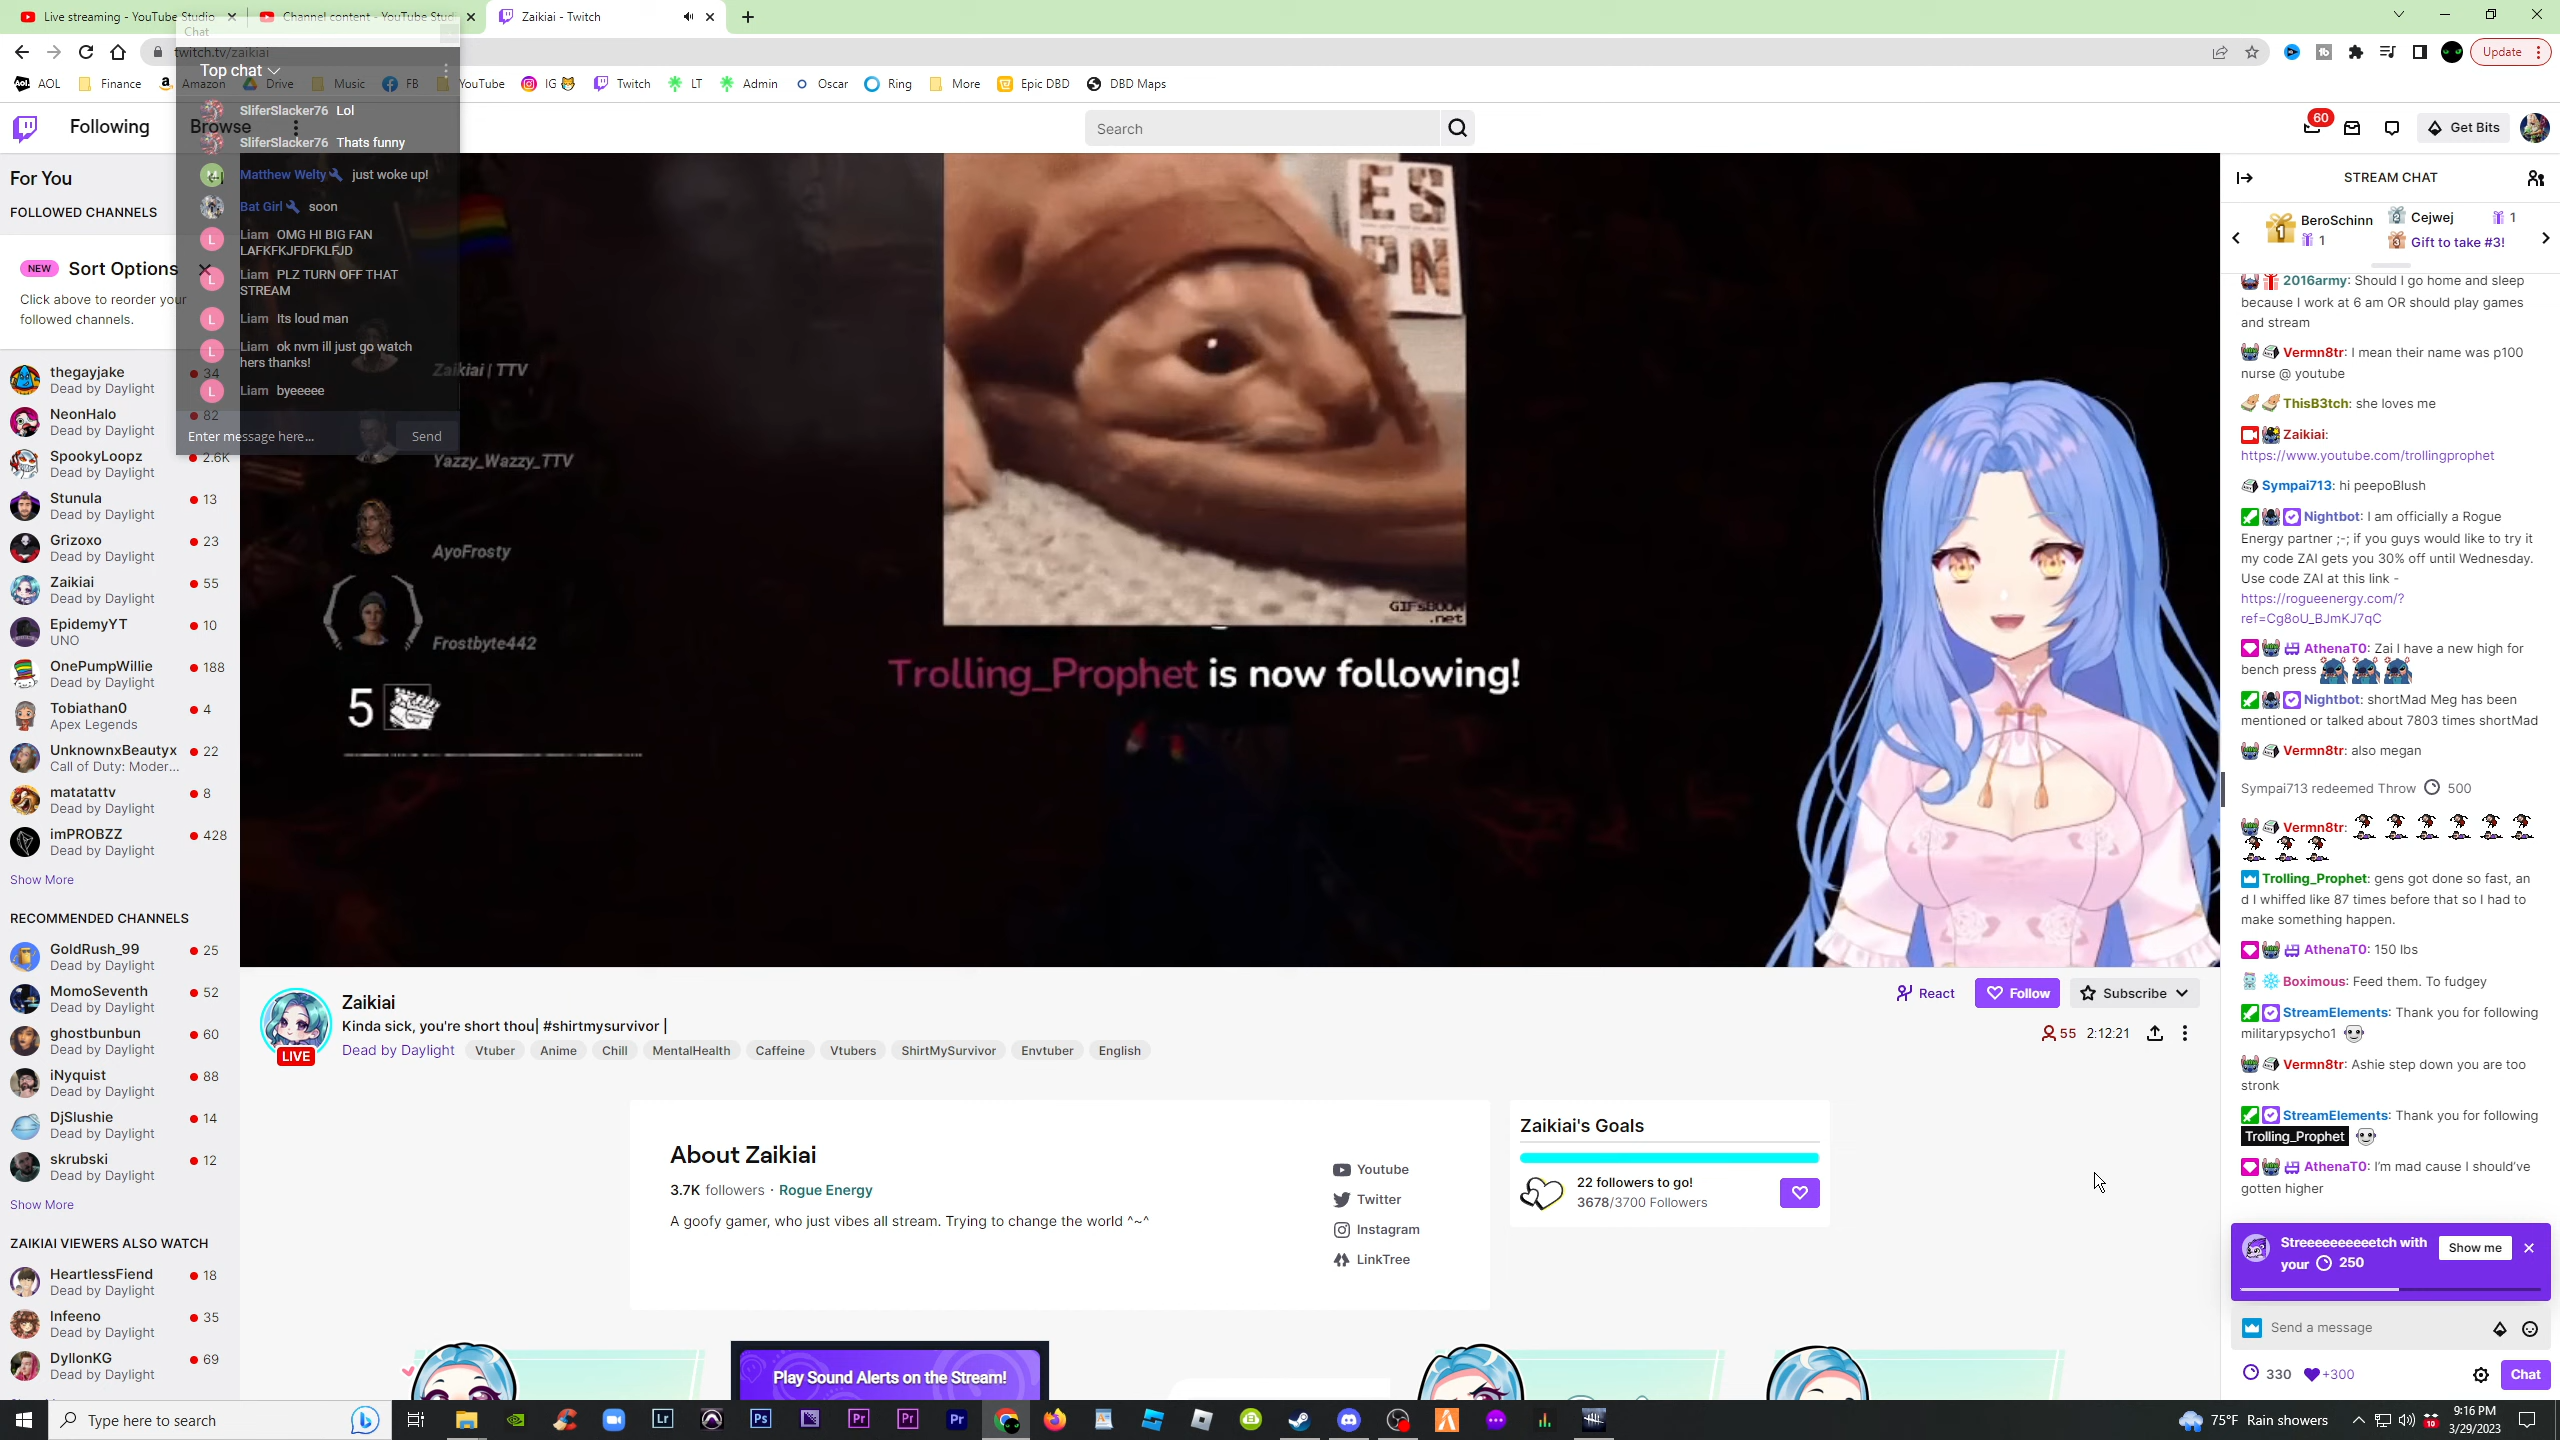 Live streaming - YouTube Studio
Channel content - YouTube Stud
Zaikiai - Twitch
Chat
twitch.tv/zaikiai
Update
AOL
Finance
Amazon
Drive
Music
FB
YouTube
IG
Twitch
LT
Admin
Oscar
Ring
More
Epic DBD
DBD Maps
Top chat
SliferSlacker76 Lol
SliferSlacker76 Thats funny
Matthew Welty just woke up!
Bat Girl soon
Liam OMG HI BIG FAN
LAFKFKJFDFKLFJD
Liam PLZ TURN OFF THAT
STREAM
Liam Its loud man
Liam ok nvm ill just go watch
hers thanks!
Liam byeeeee
Enter message here...
Send
Following
Browse
Search
60
Get Bits
For You
FOLLOWED CHANNELS
NEW Sort Options
Click above to reorder your
followed channels.
thegayjake
34
Dead by Daylight
NeonHalo
82
Dead by Daylight
SpookyLoopz
2.6K
Dead by Daylight
Stunula
13
Dead by Daylight
Grizoxo
23
Dead by Daylight
Zaikiai
55
Dead by Daylight
EpidemyYT
10
UNO
OnePumpWillie
188
Dead by Daylight
Tobiathan0
4
Apex Legends
UnknownxBeautyx
22
Call of Duty: Moder...
matatattv
8
Dead by Daylight
imPROBZZ
428
Dead by Daylight
Show More
RECOMMENDED CHANNELS
GoldRush_99
25
Dead by Daylight
MomoSeventh
52
Dead by Daylight
ghostbunbun
60
Dead by Daylight
iNyquist
88
Dead by Daylight
DjSlushie
14
Dead by Daylight
skrubski
12
Dead by Daylight
Show More
ZAIKIAI VIEWERS ALSO WATCH
HeartlessFiend
18
Dead by Daylight
Infeeno
35
Dead by Daylight
DyllonKG
69
Dead by Daylight
Zaikiai | TTV
Yazzy_Wazzy_TTV
AyoFrosty
Frostbyte442
5
ES
ON
GIFsBOOM
.net
Trolling_Prophet is now following!
LIVE
Zaikiai
Kinda sick, you're short thou| #shirtmysurvivor |
Dead by Daylight
Vtuber
Anime
Chill
MentalHealth
Caffeine
Vtubers
ShirtMySurvivor
Envtuber
English
React
Follow
Subscribe
55
2:12:21
About Zaikiai
3.7K followers · Rogue Energy
A goofy gamer, who just vibes all stream. Trying to change the world ^~^
Youtube
Twitter
Instagram
LinkTree
Zaikiai's Goals
22 followers to go!
3678/3700 Followers
Play Sound Alerts on the Stream!
STREAM CHAT
1
BeroSchinn
1
2
Cejwej
1
3
Gift to take #3!
2016army: Should I go home and sleep
because I work at 6 am OR should play games
and stream
Vermn8tr: I mean their name was p100
nurse @ youtube
ThisB3tch: she loves me
Zaikiai:
https://www.youtube.com/trollingprophet
Sympai713: hi peepoBlush
Nightbot: I am officially a Rogue
Energy partner ;-; if you guys would like to try it
my code ZAI gets you 30% off until Wednesday.
Use code ZAI at this link -
https://rogueenergy.com/?
ref=Cg8oU_BJmKJ7qC
AthenaT0: Zai I have a new high for
bench press
Nightbot: shortMad Meg has been
mentioned or talked about 7803 times shortMad
Vermn8tr: also megan
Sympai713 redeemed Throw 500
Vermn8tr:
Trolling_Prophet: gens got done so fast, an
d I whiffed like 87 times before that so I had to
make something happen.
AthenaT0: 150 lbs
Boximous: Feed them. To fudgey
StreamElements: Thank you for following
militarypsycho1
Vermn8tr: Ashie step down you are too
stronk
StreamElements: Thank you for following
Trolling_Prophet
AthenaT0: I'm mad cause I should've
gotten higher
Streeeeeeeeeetch with
your 250
Show me
Send a message
330
+300
Chat
Type here to search
Lr
Ps
Pr
Pr
Pr
75°F Rain showers
10
9:16 PM
3/29/2023